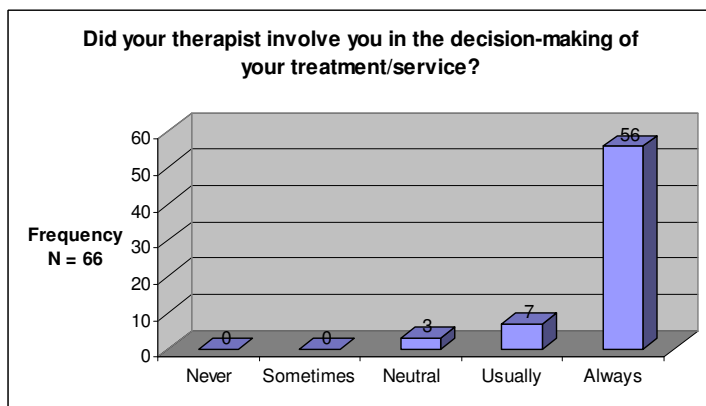 Did your therapist involve you in the decision-making of
your treatment/service?
60
50
40
30
20
10
0
Frequency
N = 66
0
0
3
7
56
Never Sometimes Neutral Usually Always